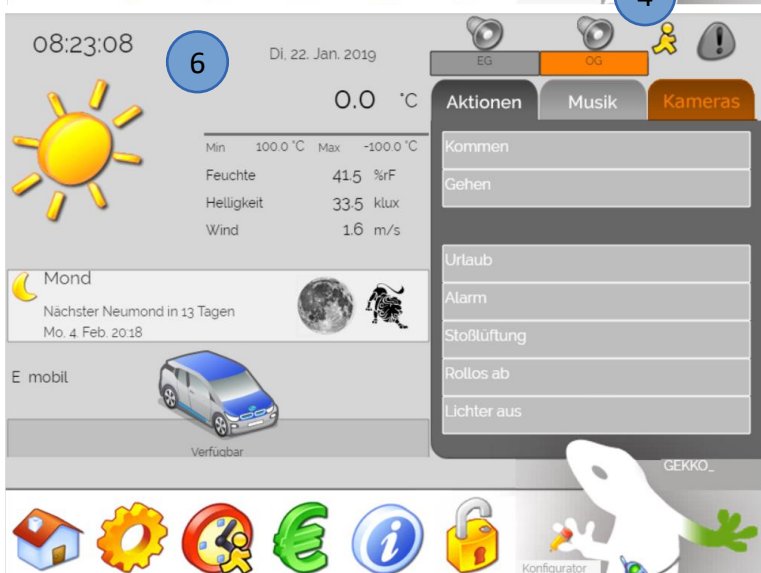 4
08:23:08
6
Di, 22. Jan. 2019
EG
OG
0.0 °C
Aktionen
Musik
Kameras
Min 100.0 °C Max -100.0 °C
Feuchte 41.5 %rF
Helligkeit 33.5 klux
Wind 1.6 m/s
Kommen
Gehen
Urlaub
Alarm
Stoßlüftung
Rollos ab
Lichter aus
Mond
Nächster Neumond in 13 Tagen
Mo, 4. Feb. 20:18
E mobil
Verfügbar
GEKKO_
Konfigurator